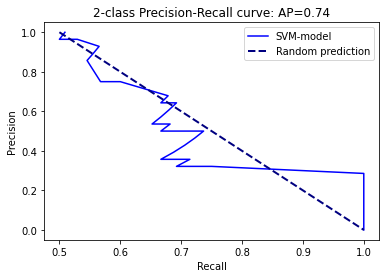 2-class Precision-Recall curve: AP=0.74
SVM-model
Random prediction
Precision
1.0
0.8
0.6
0.4
0.2
0.0
0.5
0.6
0.7
0.8
0.9
1.0
Recall